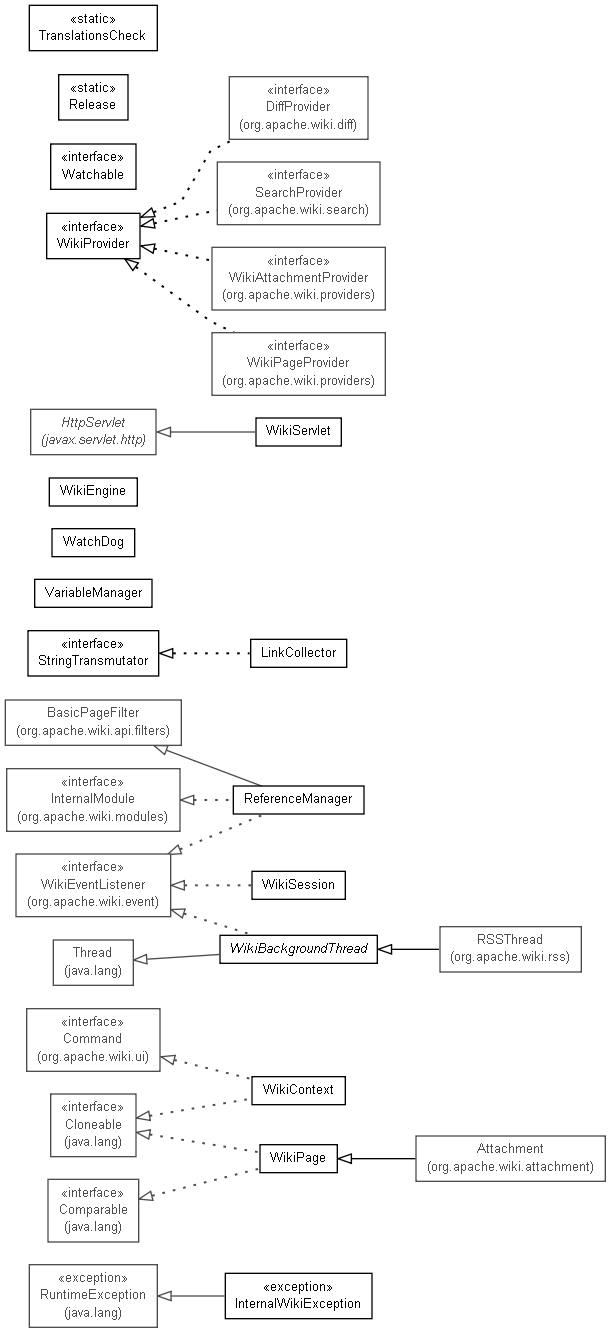 «static»
TranslationsCheck
«static»
Release
«interface»
DiffProvider
(org.apache.wiki.diff)
«interface»
Watchable
«interface»
SearchProvider
(org.apache.wiki.search)
«interface»
WikiProvider
«interface»
WikiAttachmentProvider
(org.apache.wiki.providers)
«interface»
WikiPageProvider
(org.apache.wiki.providers)
HttpServlet
(javax.servlet.http)
WikiServlet
WikiEngine
WatchDog
VariableManager
«interface»
StringTransmutator
LinkCollector
BasicPageFilter
(org.apache.wiki.api.filters)
«interface»
InternalModule
(org.apache.wiki.modules)
ReferenceManager
«interface»
WikiEventListener
(org.apache.wiki.event)
WikiSession
Thread
(java.lang)
WikiBackgroundThread
RSSThread
(org.apache.wiki.rss)
«interface»
Command
(org.apache.wiki.ui)
WikiContext
«interface»
Cloneable
(java.lang)
WikiPage
Attachment
(org.apache.wiki.attachment)
«interface»
Comparable
(java.lang)
«exception»
RuntimeException
(java.lang)
«exception»
InternalWikiException